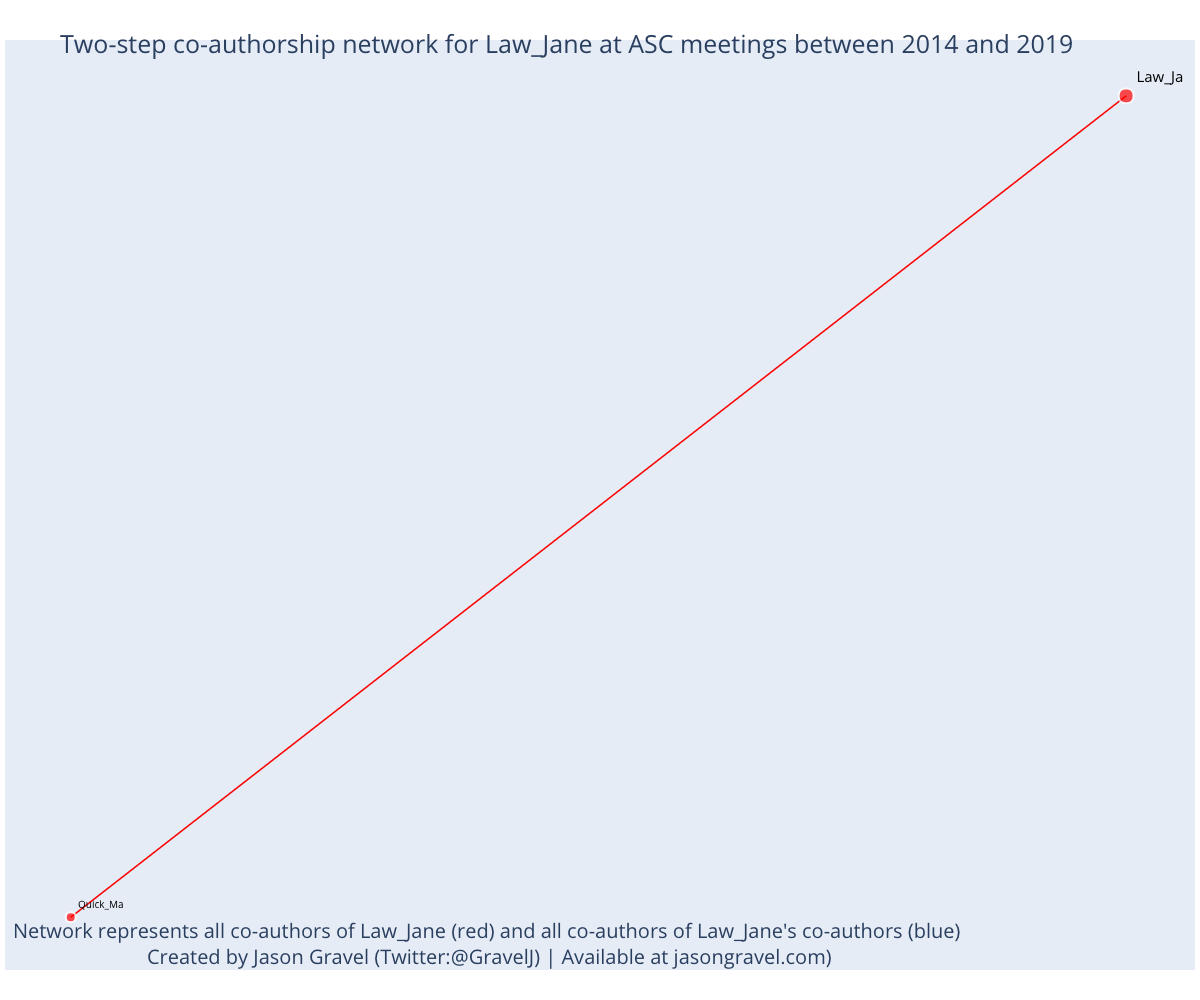 Two-step co-authorship network for Law_Jane at ASC meetings between 2014 and 2019
Law_Ja
Quick_Ma
Network represents all co-authors of Law_Jane (red) and all co-authors of Law_Jane's co-authors (blue)
Created by Jason Gravel (Twitter:@GravelJ) | Available at jasongravel.com)